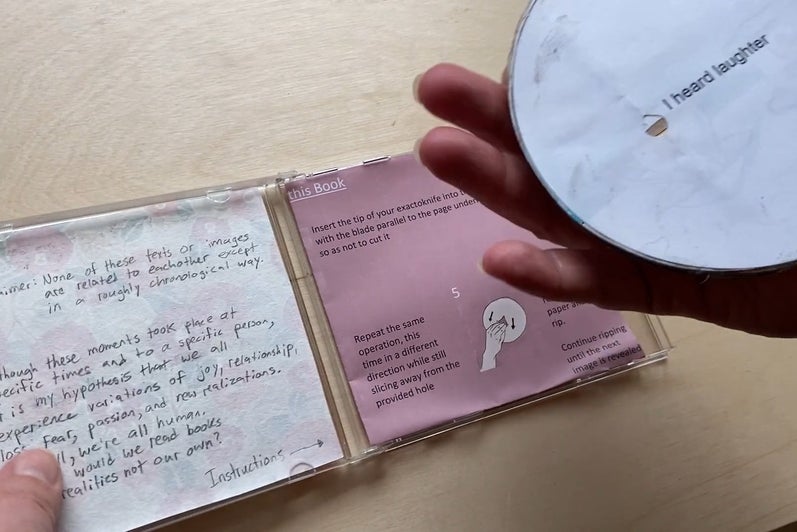 aimer: None of these texts or images
are related to eachother except
in a roughly chronological way.
though these moments took place at
ecific times and to a specific person,
is my hypothesis that we all
experience variations of joy, relationship,
los fear, passion, and new realizations.
ll, we're all human.
would we read books
realities not our own?
Instructions →
this Book
Insert the tip of your exactoknife into
with the blade parallel to the page under
so as not to cut it
5
Repeat the same
operation, this
time in a different
direction while still
slicing away from the
provided hole
paper an
rip.
Continue ripping
until the next
image is revealed
I heard laughter